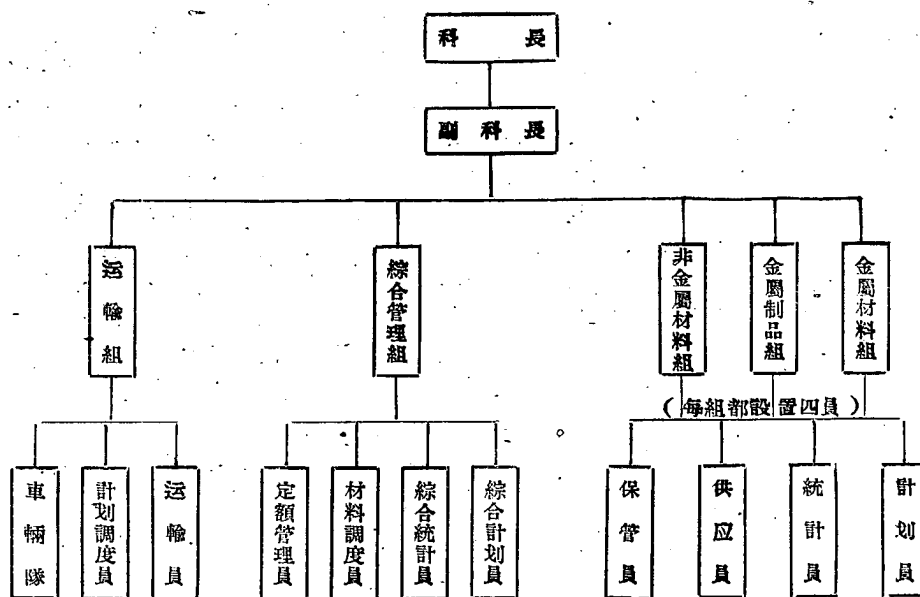 科長
副科長
运輸組
綜合管理組
非金屬材料組
金屬制品組
金屬材料組
（每組都設置四員）
車輛隊
計划調度員
运輸員
定額管理員
材料調度員
綜合統計員
綜合計划員
保管員
供应員
統計員
計划員